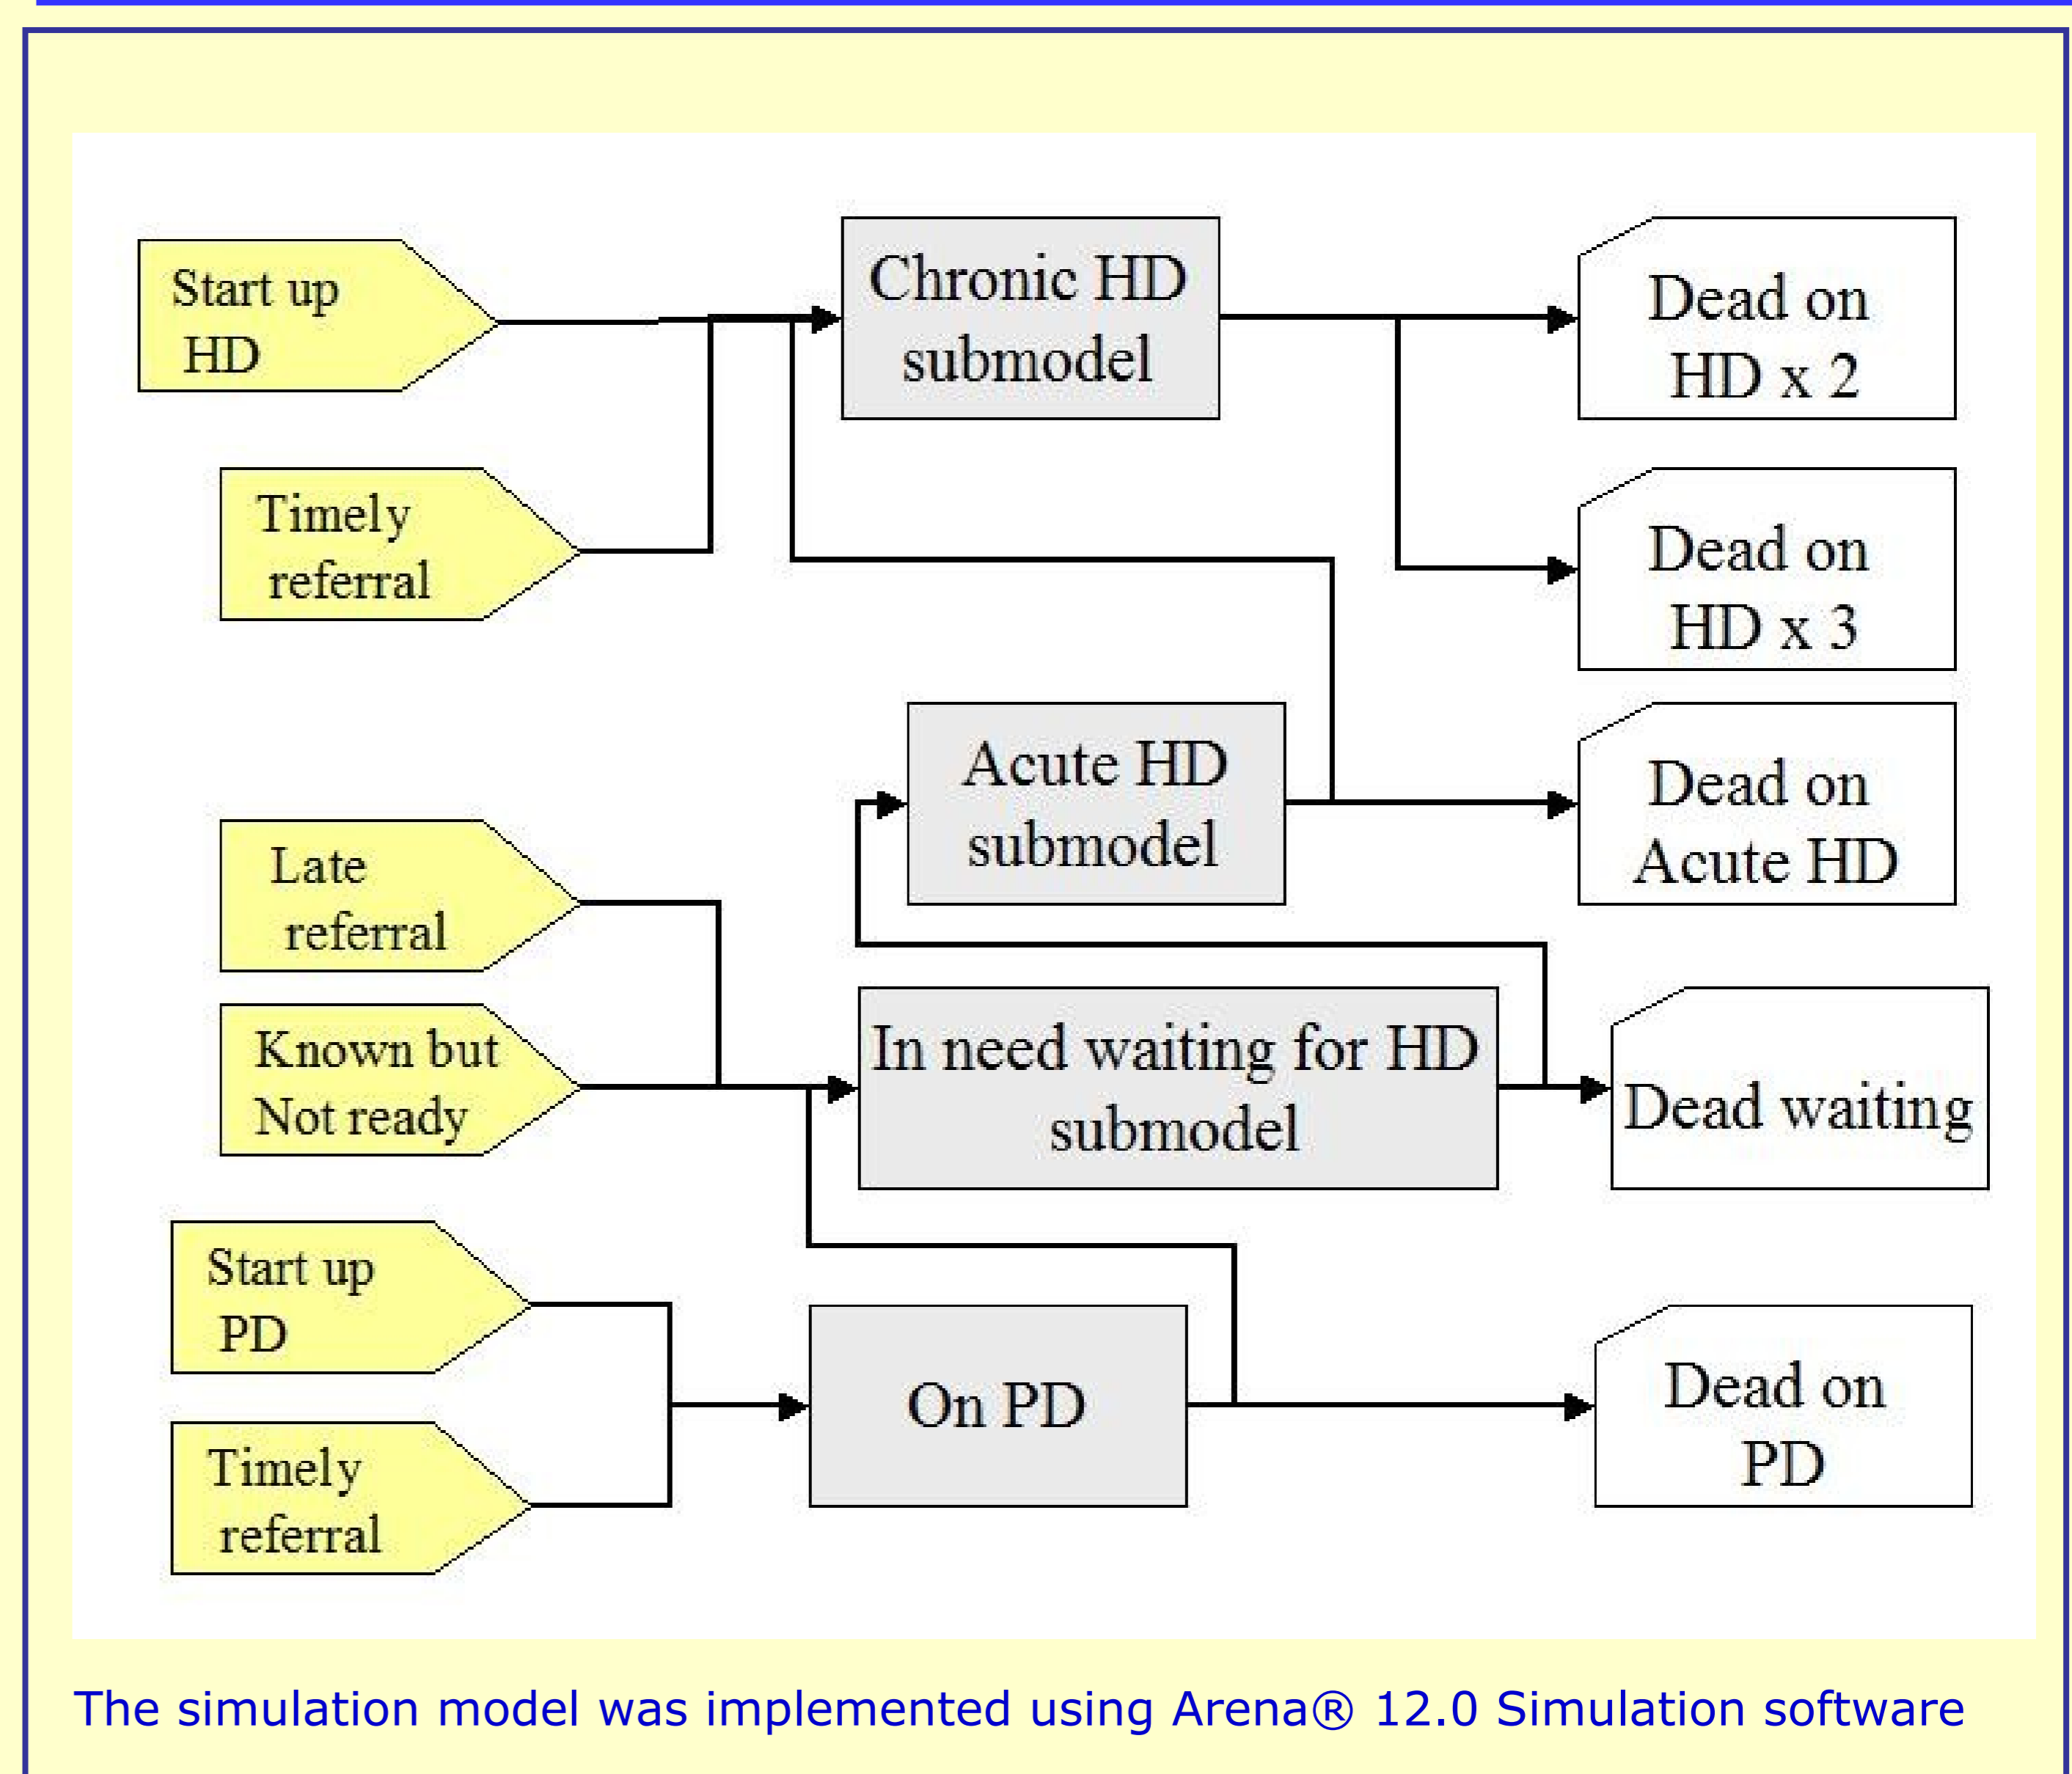 Start up
HD
Chronic HD
submodel
Dead on
HD x 2
Timely
referral
Dead on
HD x 3
Acute HD
submodel
Dead on
Acute HD
Late
referral
Known but
Not ready
In need waiting for HD
submodel
Dead waiting
Start up
PD
On PD
Dead on
PD
Timely
referral
The simulation model was implemented using Arena® 12.0 Simulation software